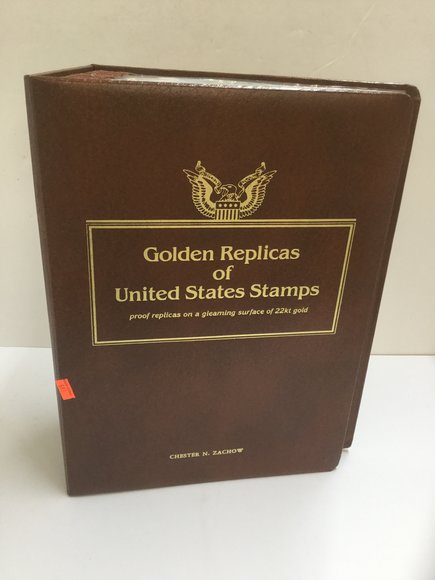 Golden Replicas
of
United States Stamps
proof replicas on a gleaming surface of 22kt gold
CHESTER N. ZACHOW